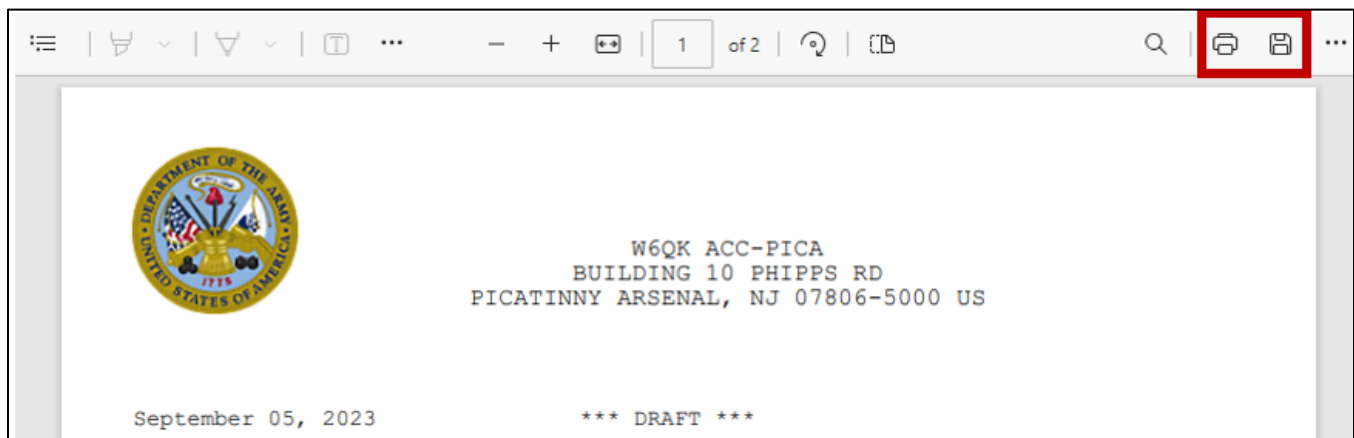 1 of 2
DEPARTMENT OF THE ARMY
UNITED STATES OF AMERICA
1775
W6QK ACC-PICA
BUILDING 10 PHIPPS RD
PICATINNY ARSENAL, NJ 07806-5000 US
September 05, 2023 *** DRAFT ***